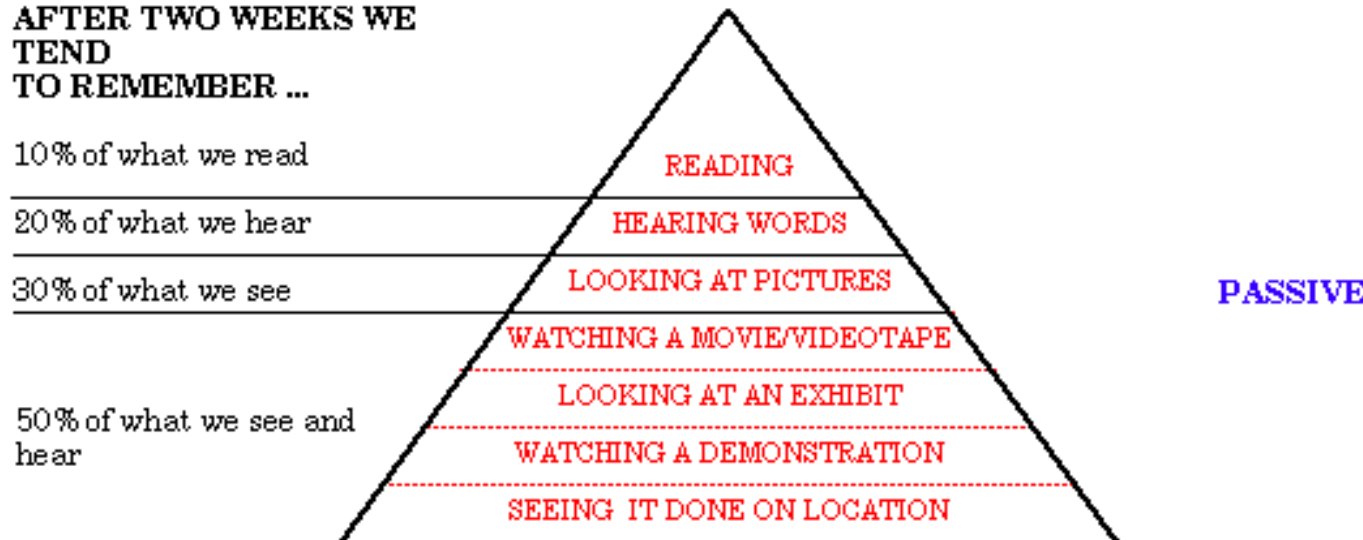 AFTER TWO WEEKS WE
TEND
TO REMEMBER ...
10% of what we read
READING
20% of what we hear
HEARING WORDS
30% of what we see
LOOKING AT PICTURES
PASSIVE
WATCHING A MOVIE/VIDEOTAPE
LOOKING AT AN EXHIBIT
50% of what we see and
hear
WATCHING A DEMONSTRATION
SEEING IT DONE ON LOCATION